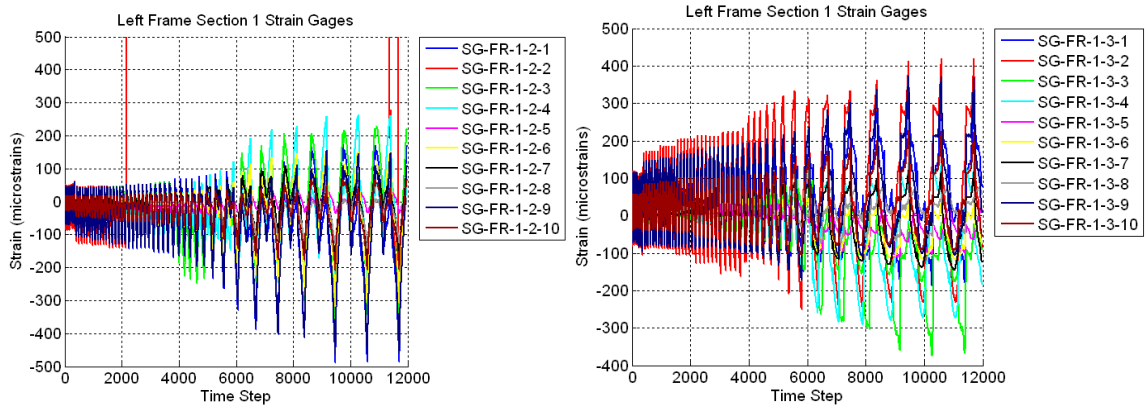 Left Frame Section 1 Strain Gages
500
400
300
200
100
0
-100
-200
-300
-400
-500
0
2000
4000
6000
8000
10000
12000
Strain (microstrains)
Time Step
SG-FR-1-2-1
SG-FR-1-2-2
SG-FR-1-2-3
SG-FR-1-2-4
SG-FR-1-2-5
SG-FR-1-2-6
SG-FR-1-2-7
SG-FR-1-2-8
SG-FR-1-2-9
SG-FR-1-2-10
Left Frame Section 1 Strain Gages
500
400
300
200
100
0
-100
-200
-300
-400
0
2000
4000
6000
8000
10000
12000
Strain (microstrains)
Time Step
SG-FR-1-3-1
SG-FR-1-3-2
SG-FR-1-3-3
SG-FR-1-3-4
SG-FR-1-3-5
SG-FR-1-3-6
SG-FR-1-3-7
SG-FR-1-3-8
SG-FR-1-3-9
SG-FR-1-3-10